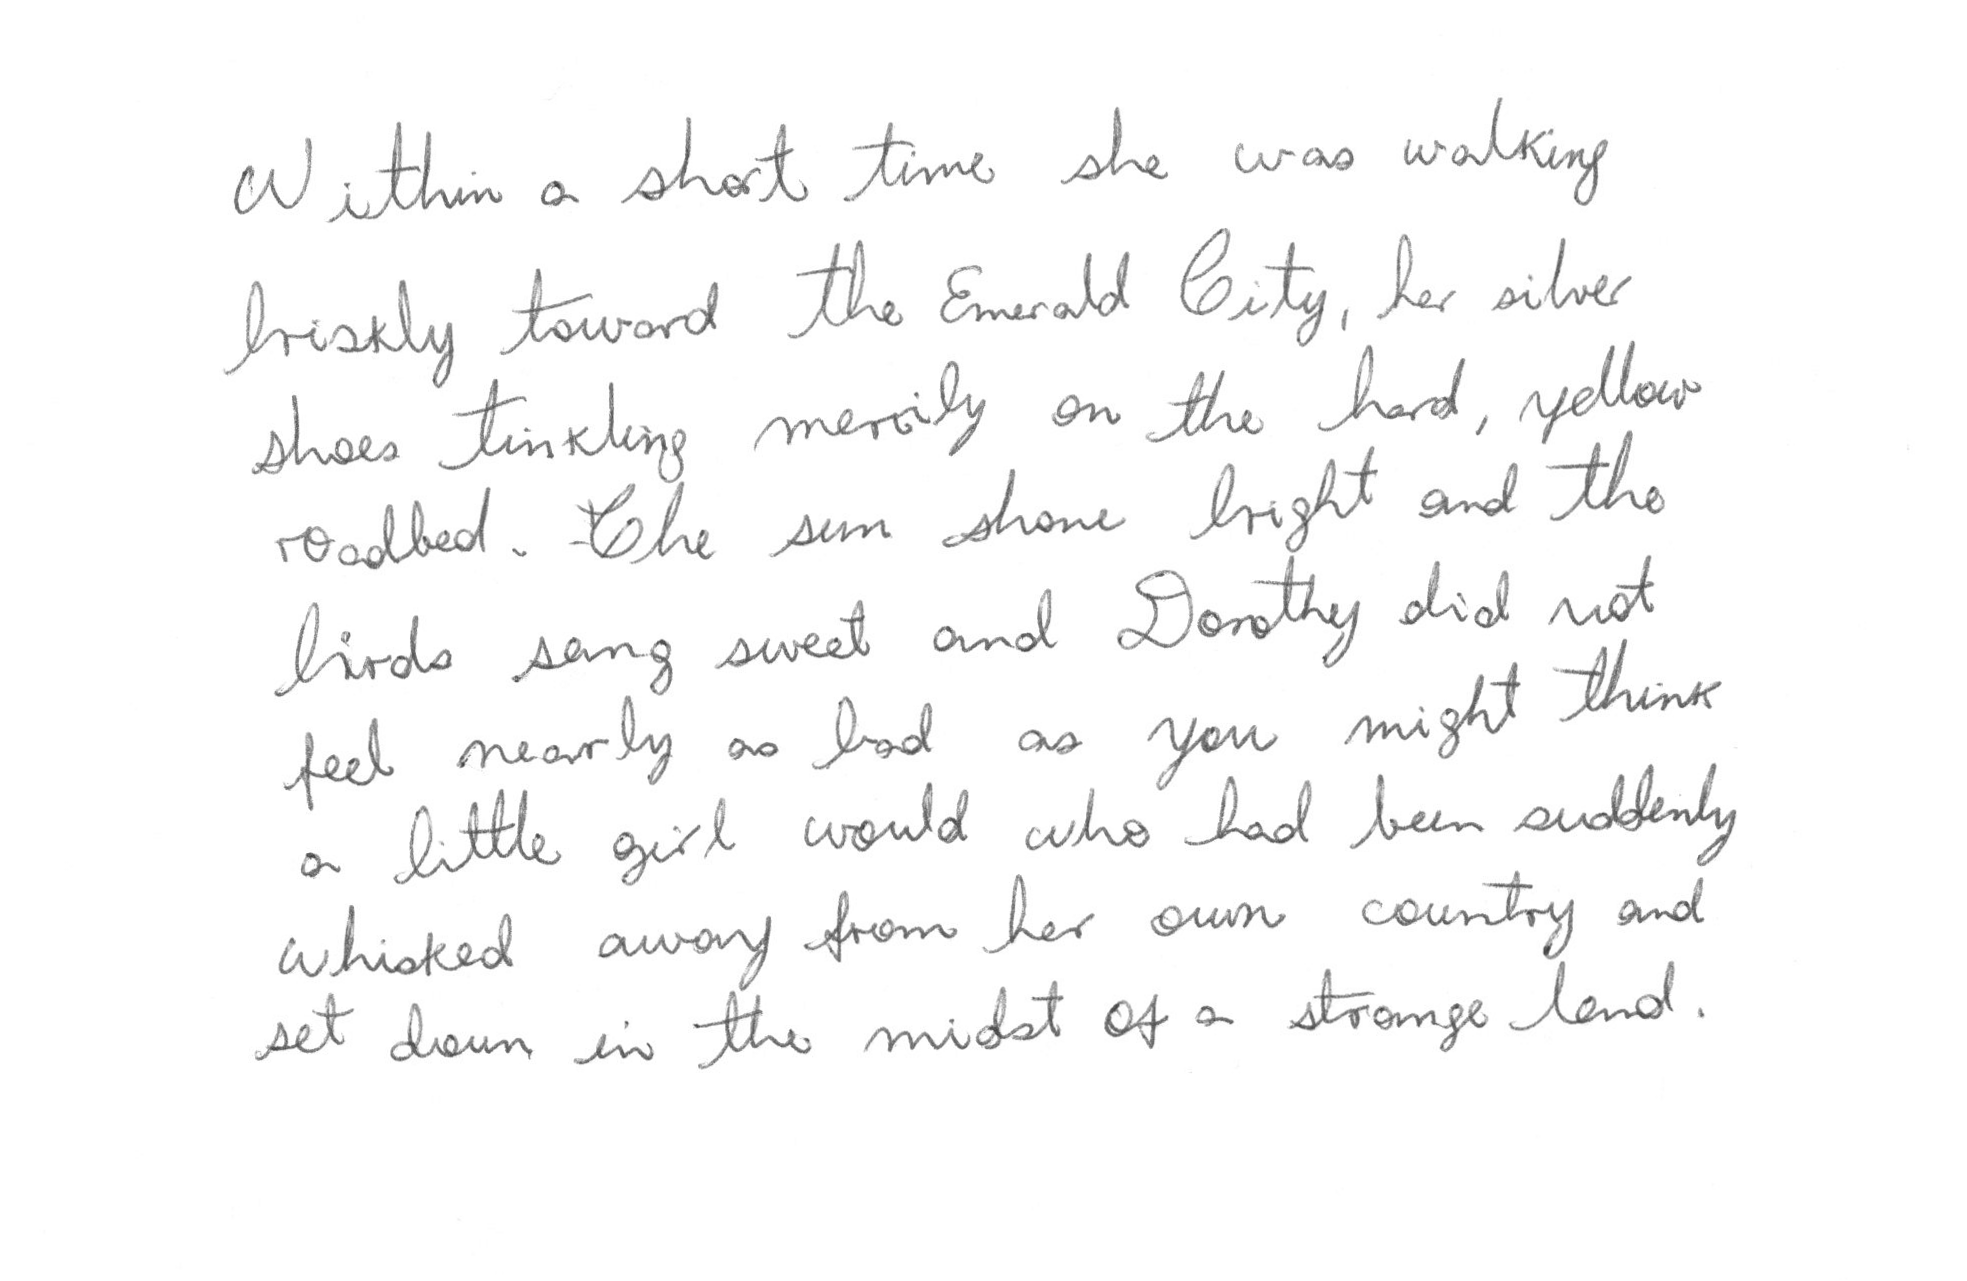 Within a short time she was walking
briskly toward the Emerald City, her silver
shoes tinkling merrily on the hard, yellow
roadbed. The sun shone bright and the
birds sang sweet and Dorothy did not
feel nearly as bad as you might think
a little girl would who had been suddenly
whisked away from her own country and
set down in the midst of a strange land.